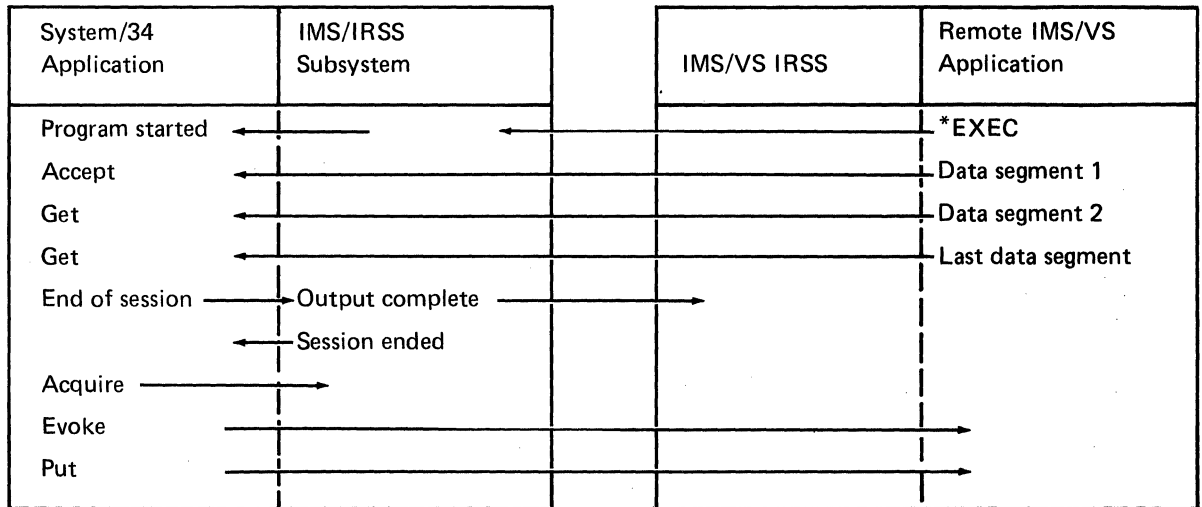 System/34
Application
IMS/IRSS
Subsystem
IMS/VS IRSS
Remote IMS/VS
Application
Program started
*EXEC
Accept
Data segment 1
Get
Data segment 2
Get
Last data segment
End of session
Output complete
Session ended
Acquire
Evoke
Put